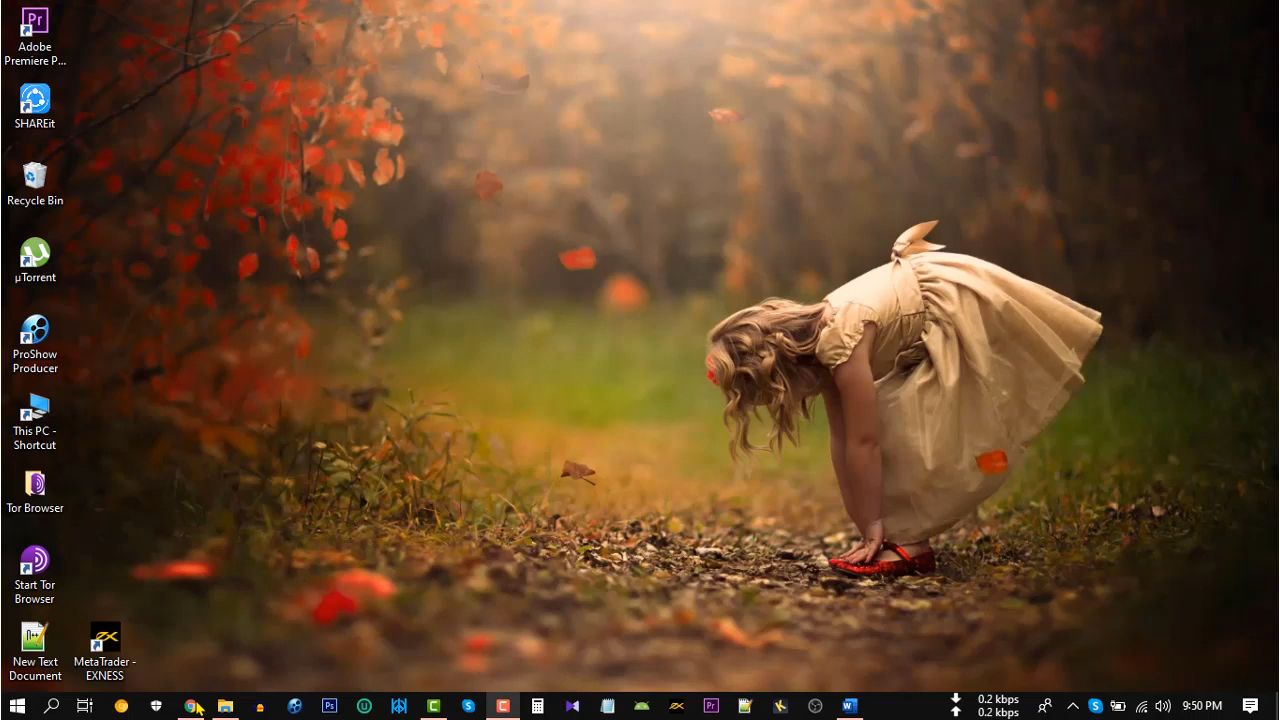 Pr
Adobe
Premiere P...
SHAREit
Recycle Bin
µTorrent
ProShow
Producer
This PC -
Shortcut
Tor Browser
Start Tor
Browser
New Text
Document
MetaTrader -
EXNESS
0.2 kbps
0.2 kbps
9:50 PM